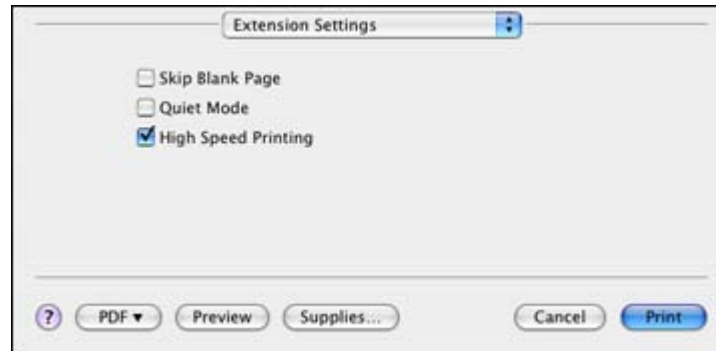 Extension Settings
Skip Blank Page
Quiet Mode
High Speed Printing
? PDF ▼ Preview Supplies... Cancel Print